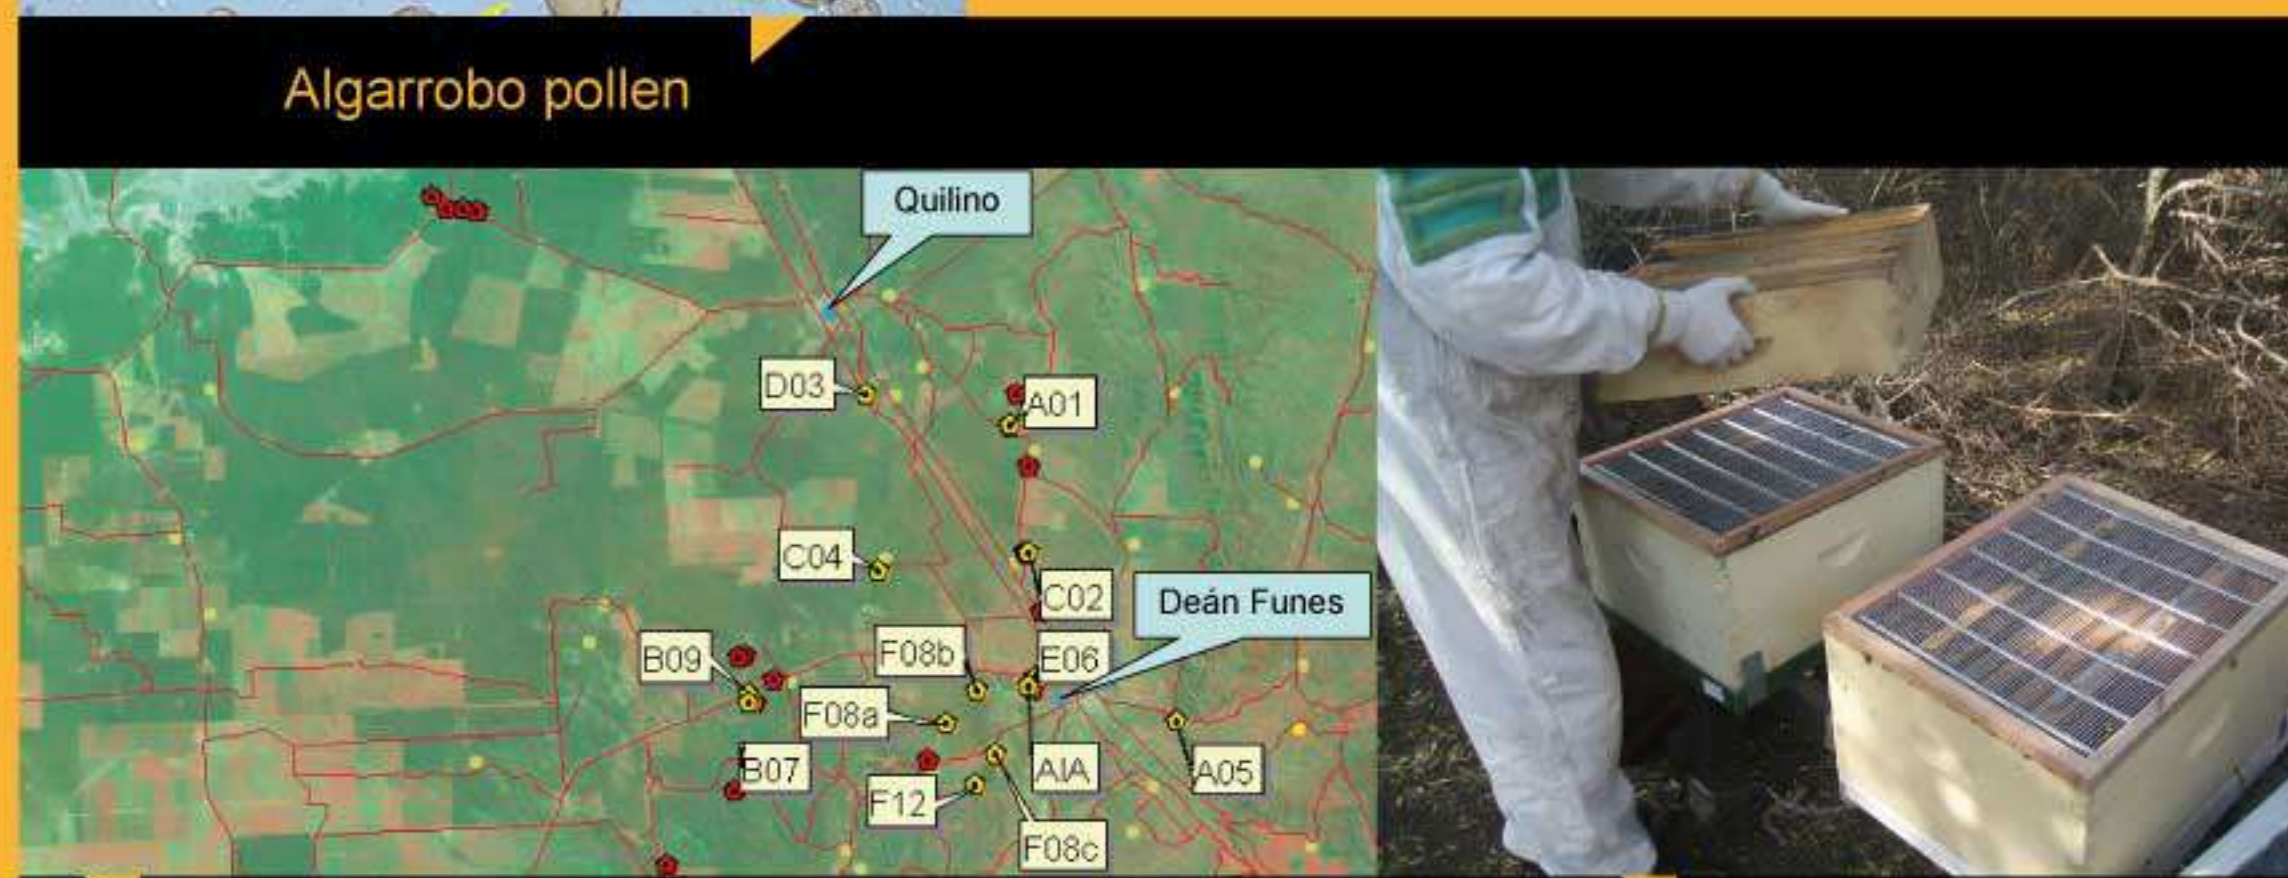 Algarrobo pollen
Quilino
D03
A01
C04
C02
Deán Funes
B09
F08b
E06
F08a
B07
AIA
A05
F12
F08c